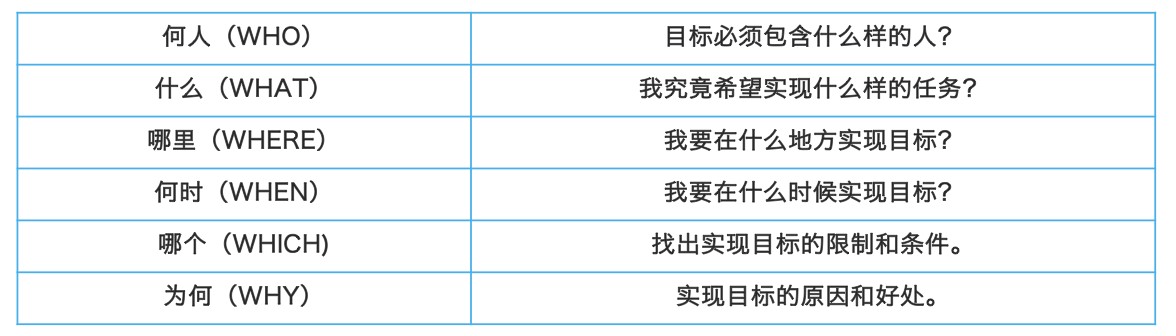 何人（WHO） 目标必须包含什么样的人？
什么（WHAT） 我究竟希望实现什么样的任务？
哪里（WHERE） 我要在什么地方实现目标？
何时（WHEN） 我要在什么时候实现目标？
哪个（WHICH) 找出实现目标的限制和条件。
为何（WHY） 实现目标的原因和好处。